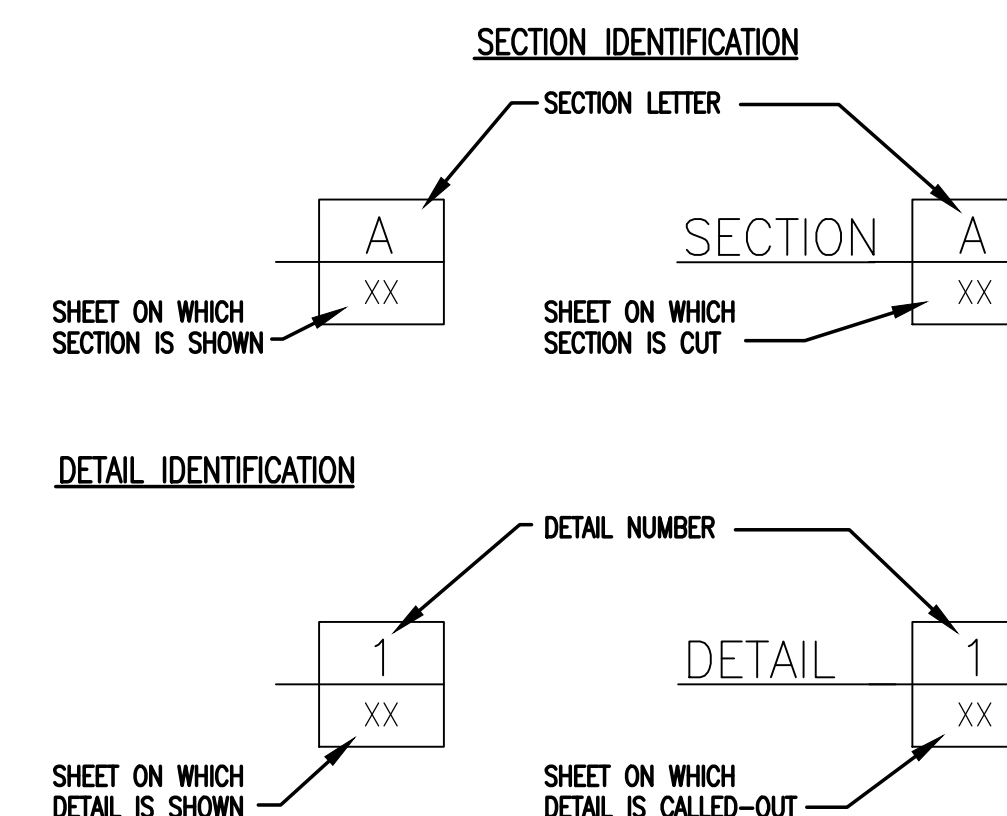 SECTION IDENTIFICATION
SECTION LETTER
A
SECTION A
XX
XX
SHEET ON WHICH
SECTION IS SHOWN
SHEET ON WHICH
SECTION IS CUT
DETAIL IDENTIFICATION
DETAIL NUMBER
1
DETAIL 1
XX
XX
SHEET ON WHICH
DETAIL IS SHOWN
SHEET ON WHICH
DETAIL IS CALLED-OUT